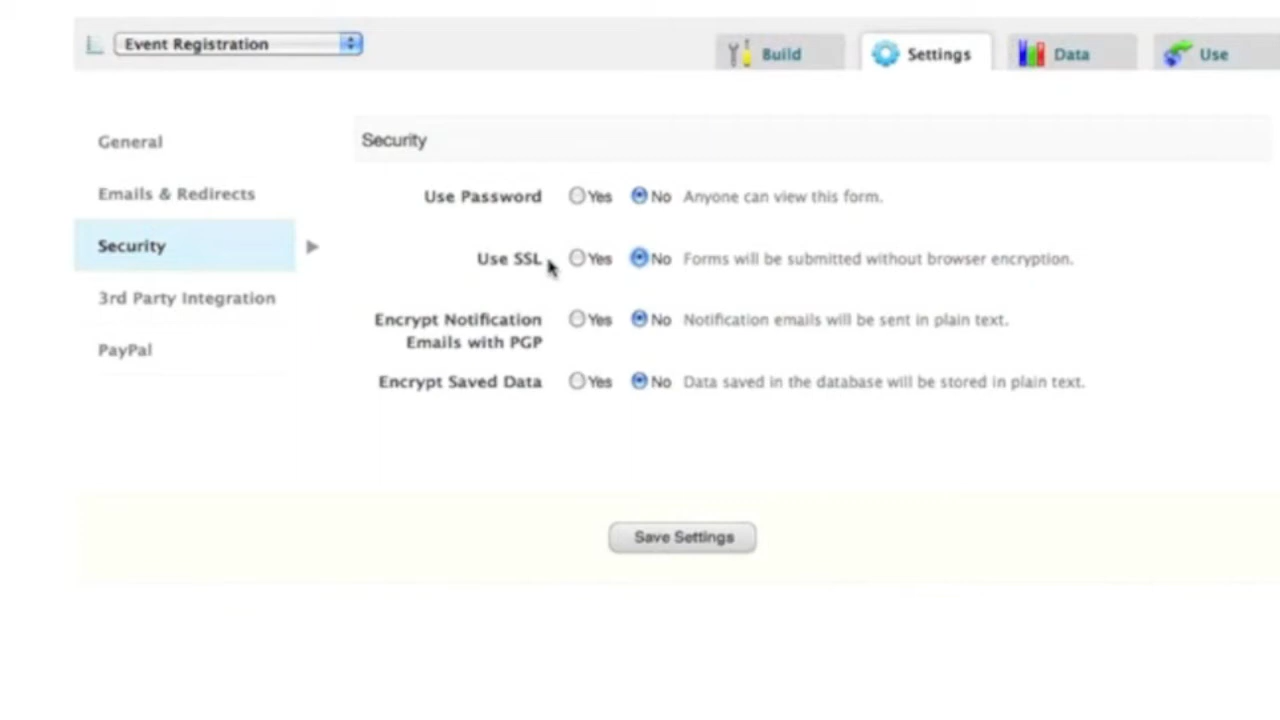 Event Registration
Build
Settings
Data
Use
General
Emails & Redirects
Security
3rd Party Integration
PayPal
Security
Use Password Yes No Anyone can view this form.
Use SSL Yes No Forms will be submitted without browser encryption.
Encrypt Notification Yes No Notification emails will be sent in plain text.
Emails with PGP
Encrypt Saved Data Yes No Data saved in the database will be stored in plain text.
Save Settings